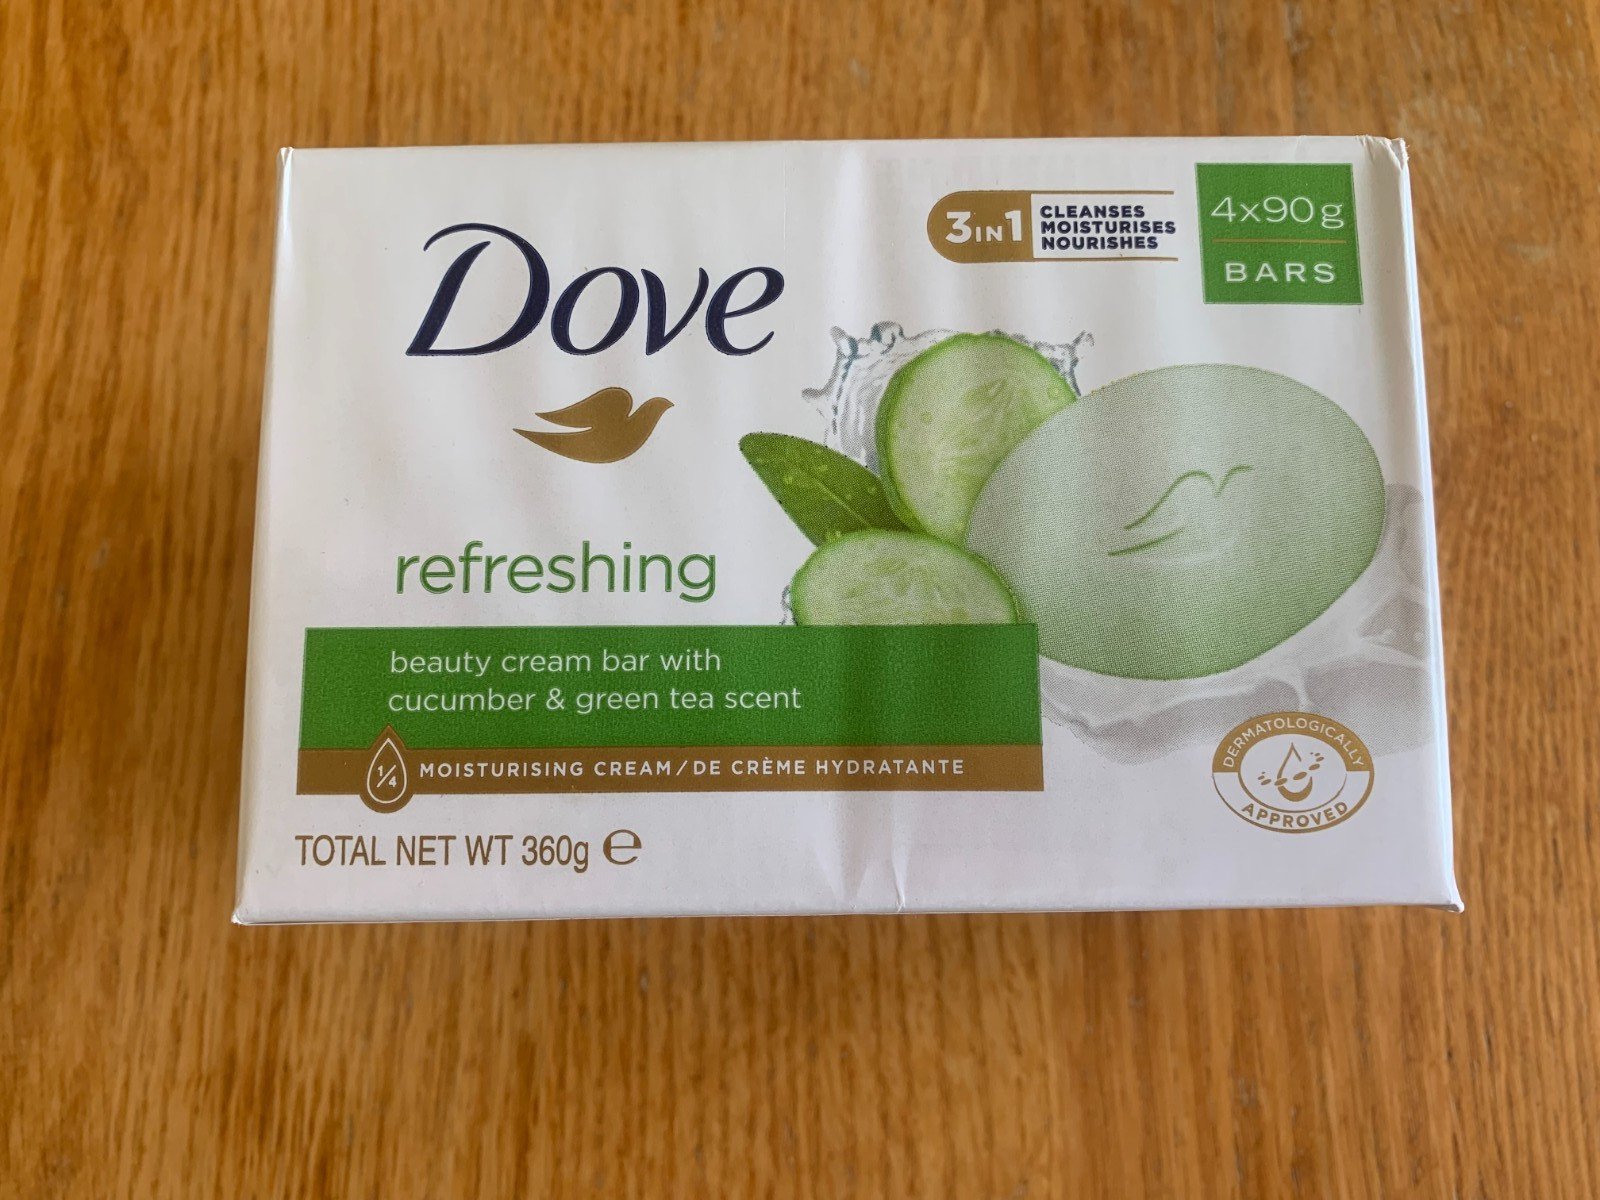 Dove
3in1
CLEANSES
MOISTURISES
NOURISHES
4x90g
BARS
refreshing
beauty cream bar with
cucumber & green tea scent
1/4 MOISTURISING CREAM/DE CRÈME HYDRATANTE
DERMATOLOGICALLY
APPROVED
TOTAL NET WT 360g ℮